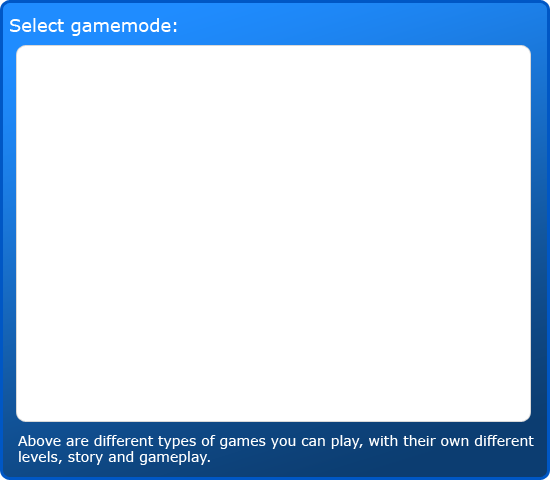 Select gamemode:
Above are different types of games you can play, with their own different
levels, story and gameplay.